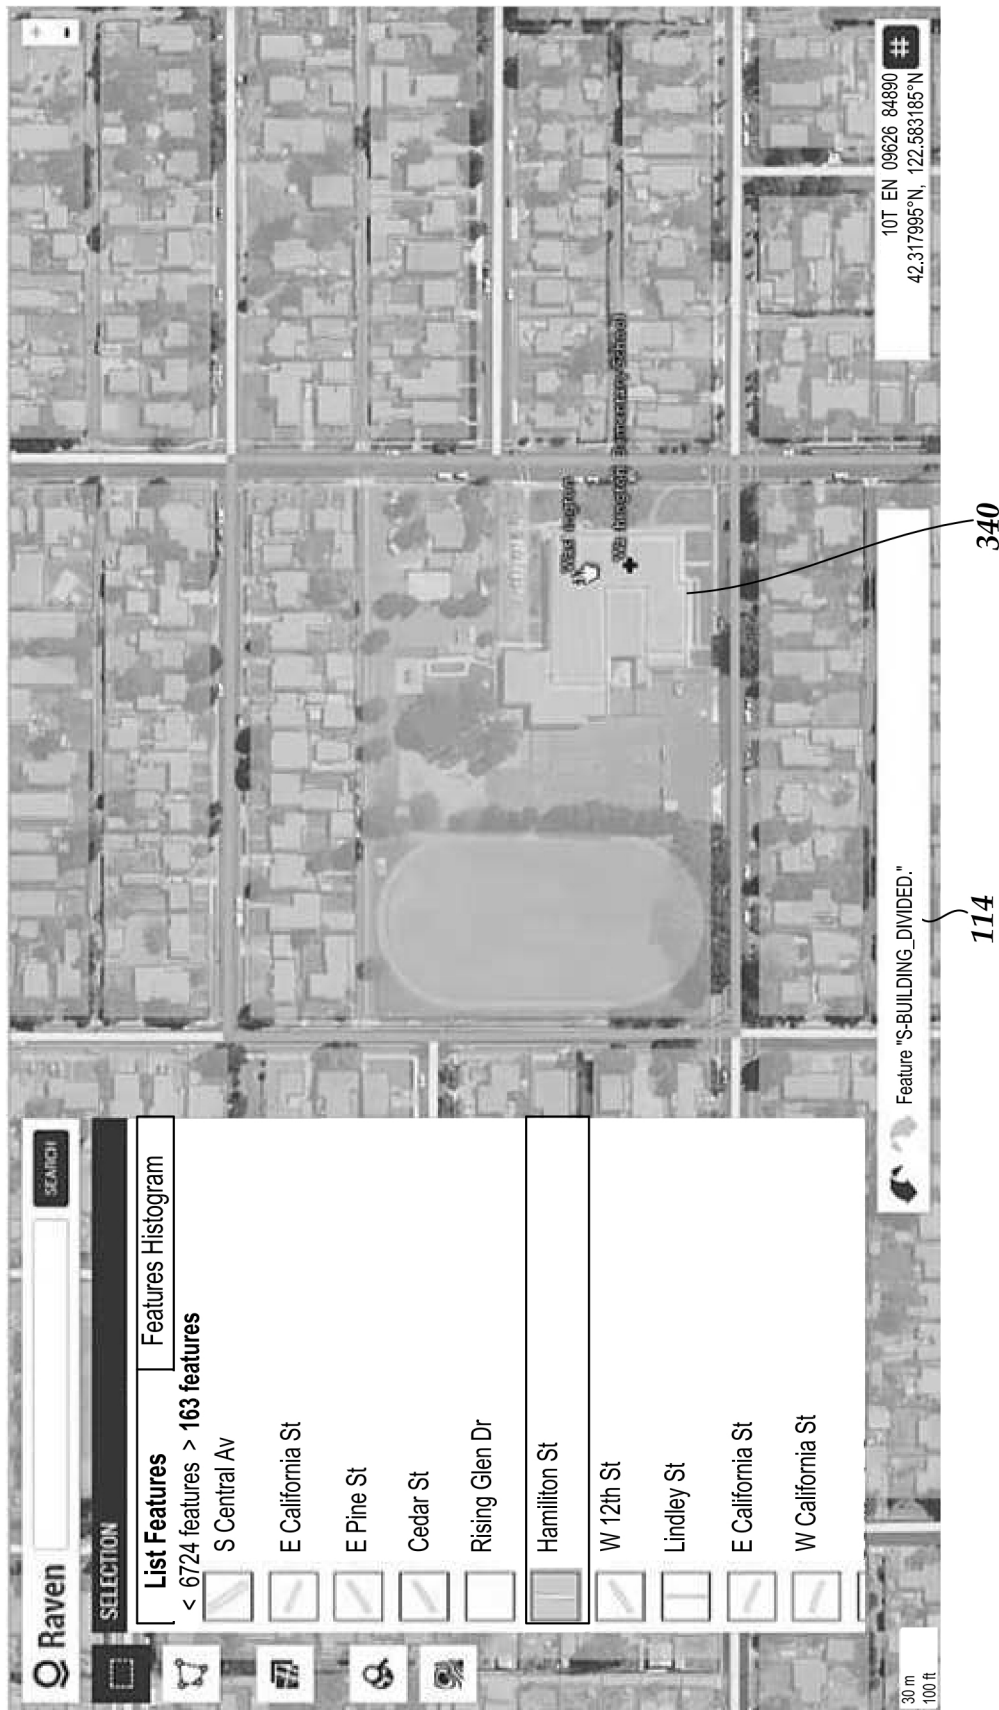 Raven
SEARCH
SELECTION
List Features
Features Histogram
< 6724 features > 163 features
S Central Av
E California St
E Pine St
Cedar St
Rising Glen Dr
Hamiliton St
W 12th St
Lindley St
E California St
W California St
30 m
100 ft
Feature "S-BUILDING_DIVIDED."
10T EN 09626 84890
42.317995°N, 122.583185°N
#
+
-
340
114